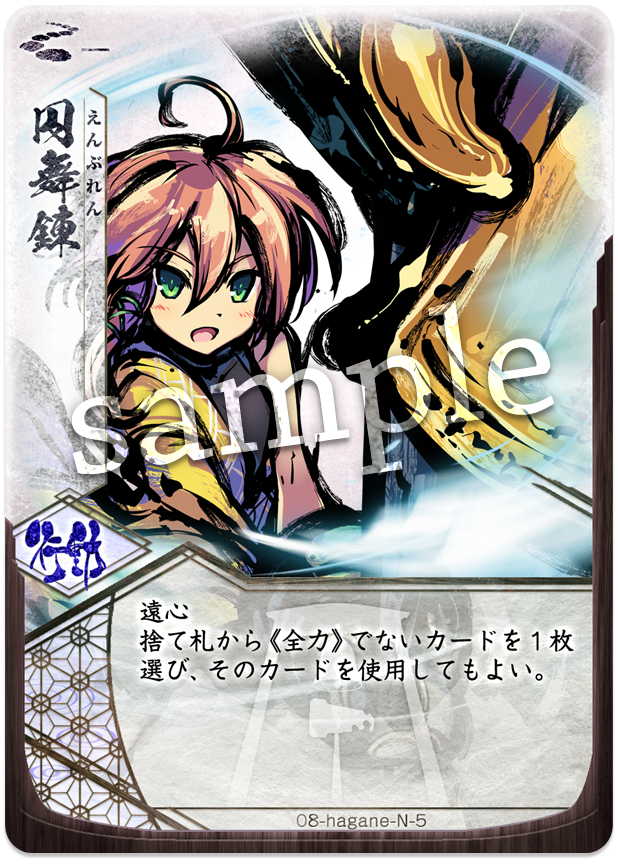 円舞錬
えんぶれん
sample
行動
遠心
捨て札から《全力》でないカードを1枚
選び、そのカードを使用してもよい。
08-hagane-N-5